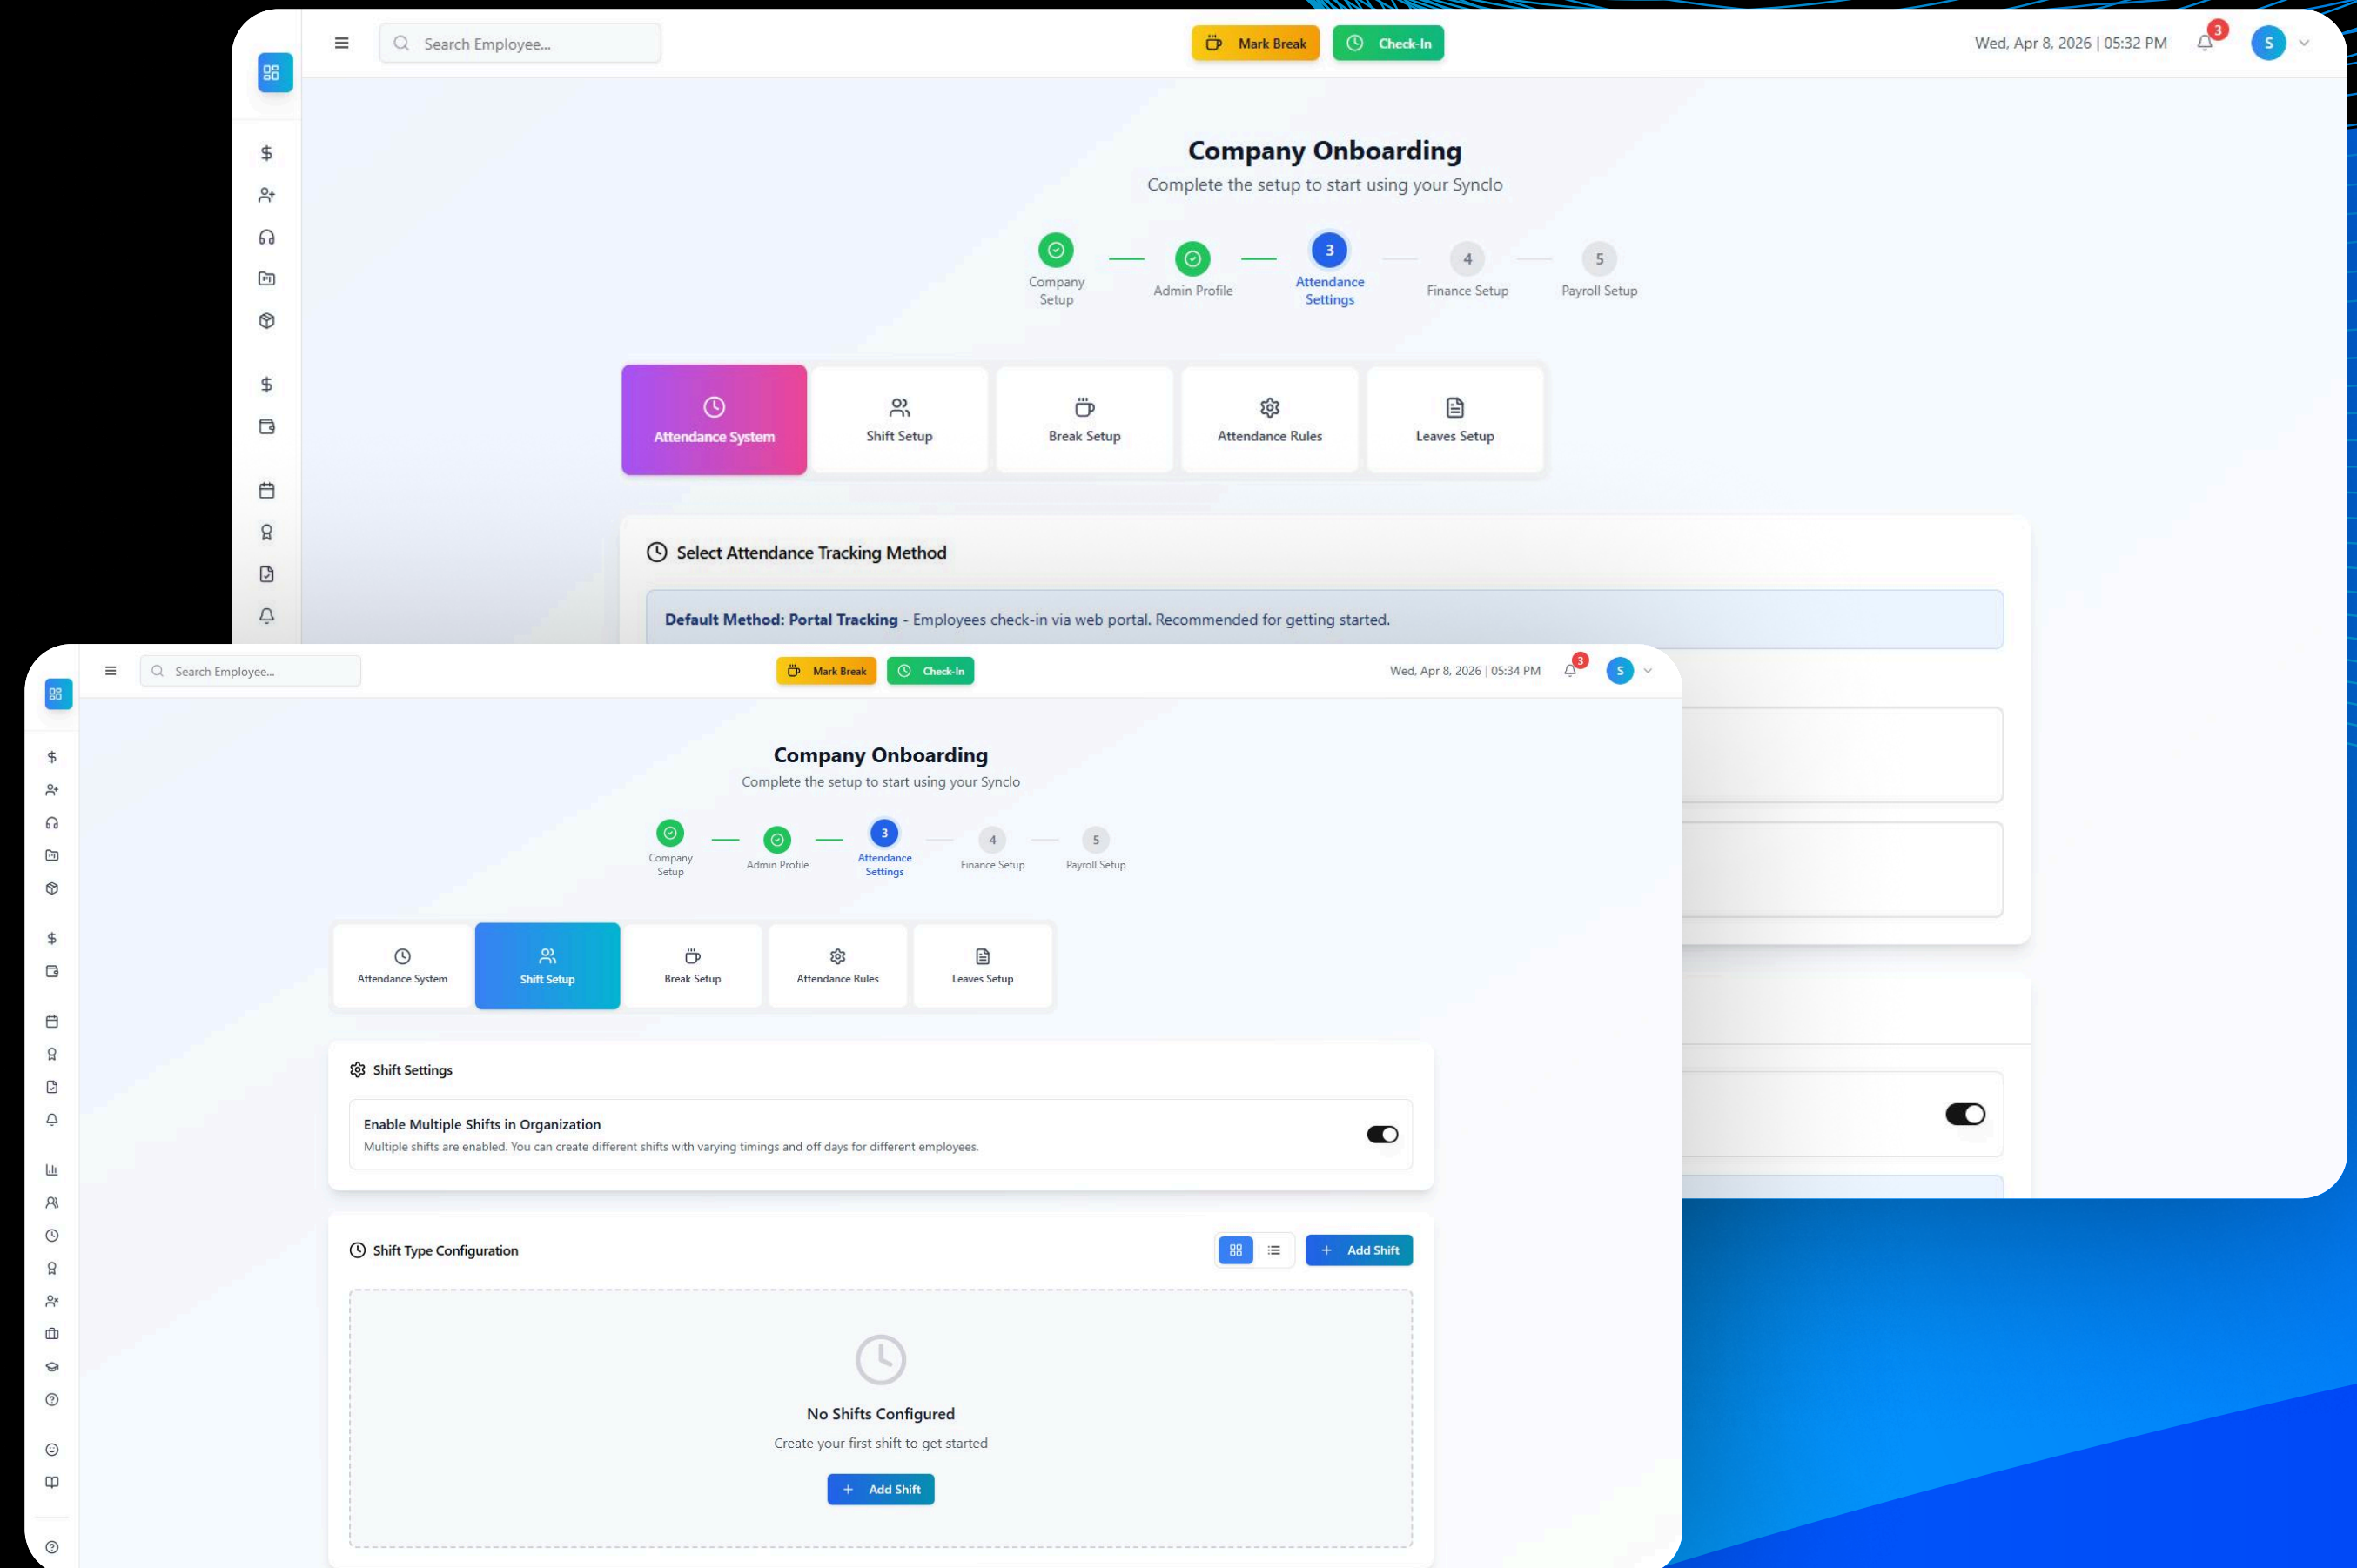 Search Employee...
Mark Break
Check-In
Wed, Apr 8, 2026 | 05:32 PM
3
S
Company Onboarding
Complete the setup to start using your Synclo
3
4
5
Company
Setup
Admin Profile
Attendance
Settings
Finance Setup
Payroll Setup
Attendance System
Shift Setup
Break Setup
Attendance Rules
Leaves Setup
Select Attendance Tracking Method
Default Method: Portal Tracking - Employees check-in via web portal. Recommended for getting started.
Search Employee...
Mark Break
Check-In
Wed, Apr 8, 2026 | 05:34 PM
3
S
Company Onboarding
Complete the setup to start using your Synclo
3
4
5
Company
Setup
Admin Profile
Attendance
Settings
Finance Setup
Payroll Setup
Attendance System
Shift Setup
Break Setup
Attendance Rules
Leaves Setup
Shift Settings
Enable Multiple Shifts in Organization
Multiple shifts are enabled. You can create different shifts with varying timings and off days for different employees.
Shift Type Configuration
Add Shift
No Shifts Configured
Create your first shift to get started
Add Shift